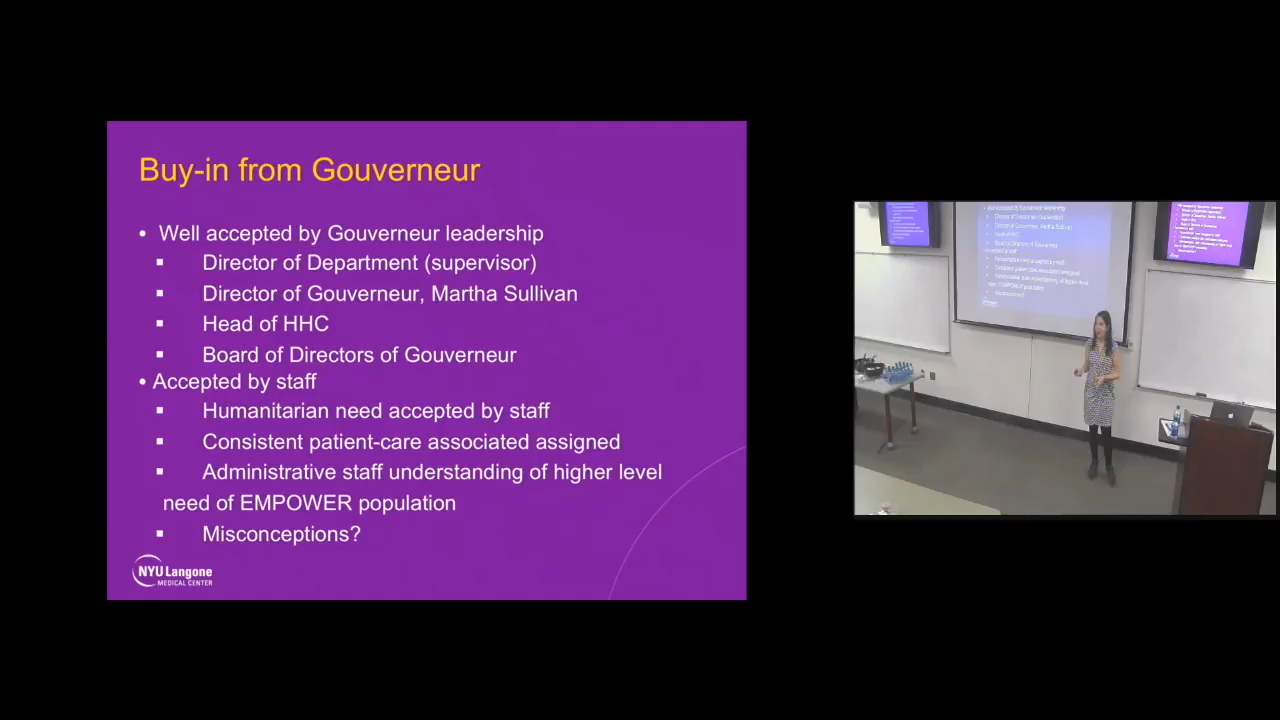 Buy-in from Gouverneur
• Well accepted by Gouverneur leadership
▪ Director of Department (supervisor)
▪ Director of Gouverneur, Martha Sullivan
▪ Head of HHC
▪ Board of Directors of Gouverneur
• Accepted by staff
▪ Humanitarian need accepted by staff
▪ Consistent patient-care associated assigned
▪ Administrative staff understanding of higher level
need of EMPOWER population
▪ Misconceptions?
NYU Langone
MEDICAL CENTER